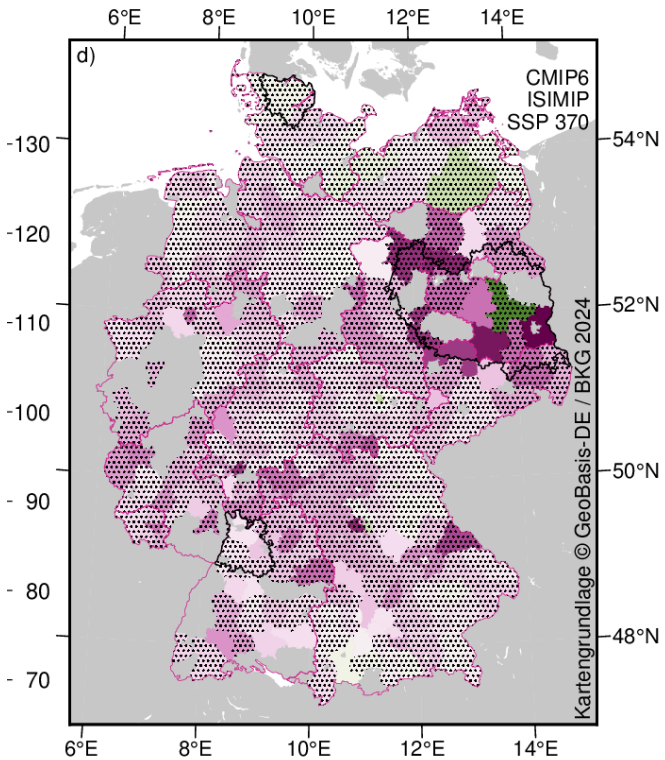 6°E 8°E 10°E 12°E 14°E
d)
CMIP6
ISIMIP
SSP 370
-130
54°N
-120
52°N
-110
-100
50°N
- 90
- 80
48°N
- 70
Kartengrundlage © GeoBasis-DE / BKG 2024
6°E 8°E 10°E 12°E 14°E